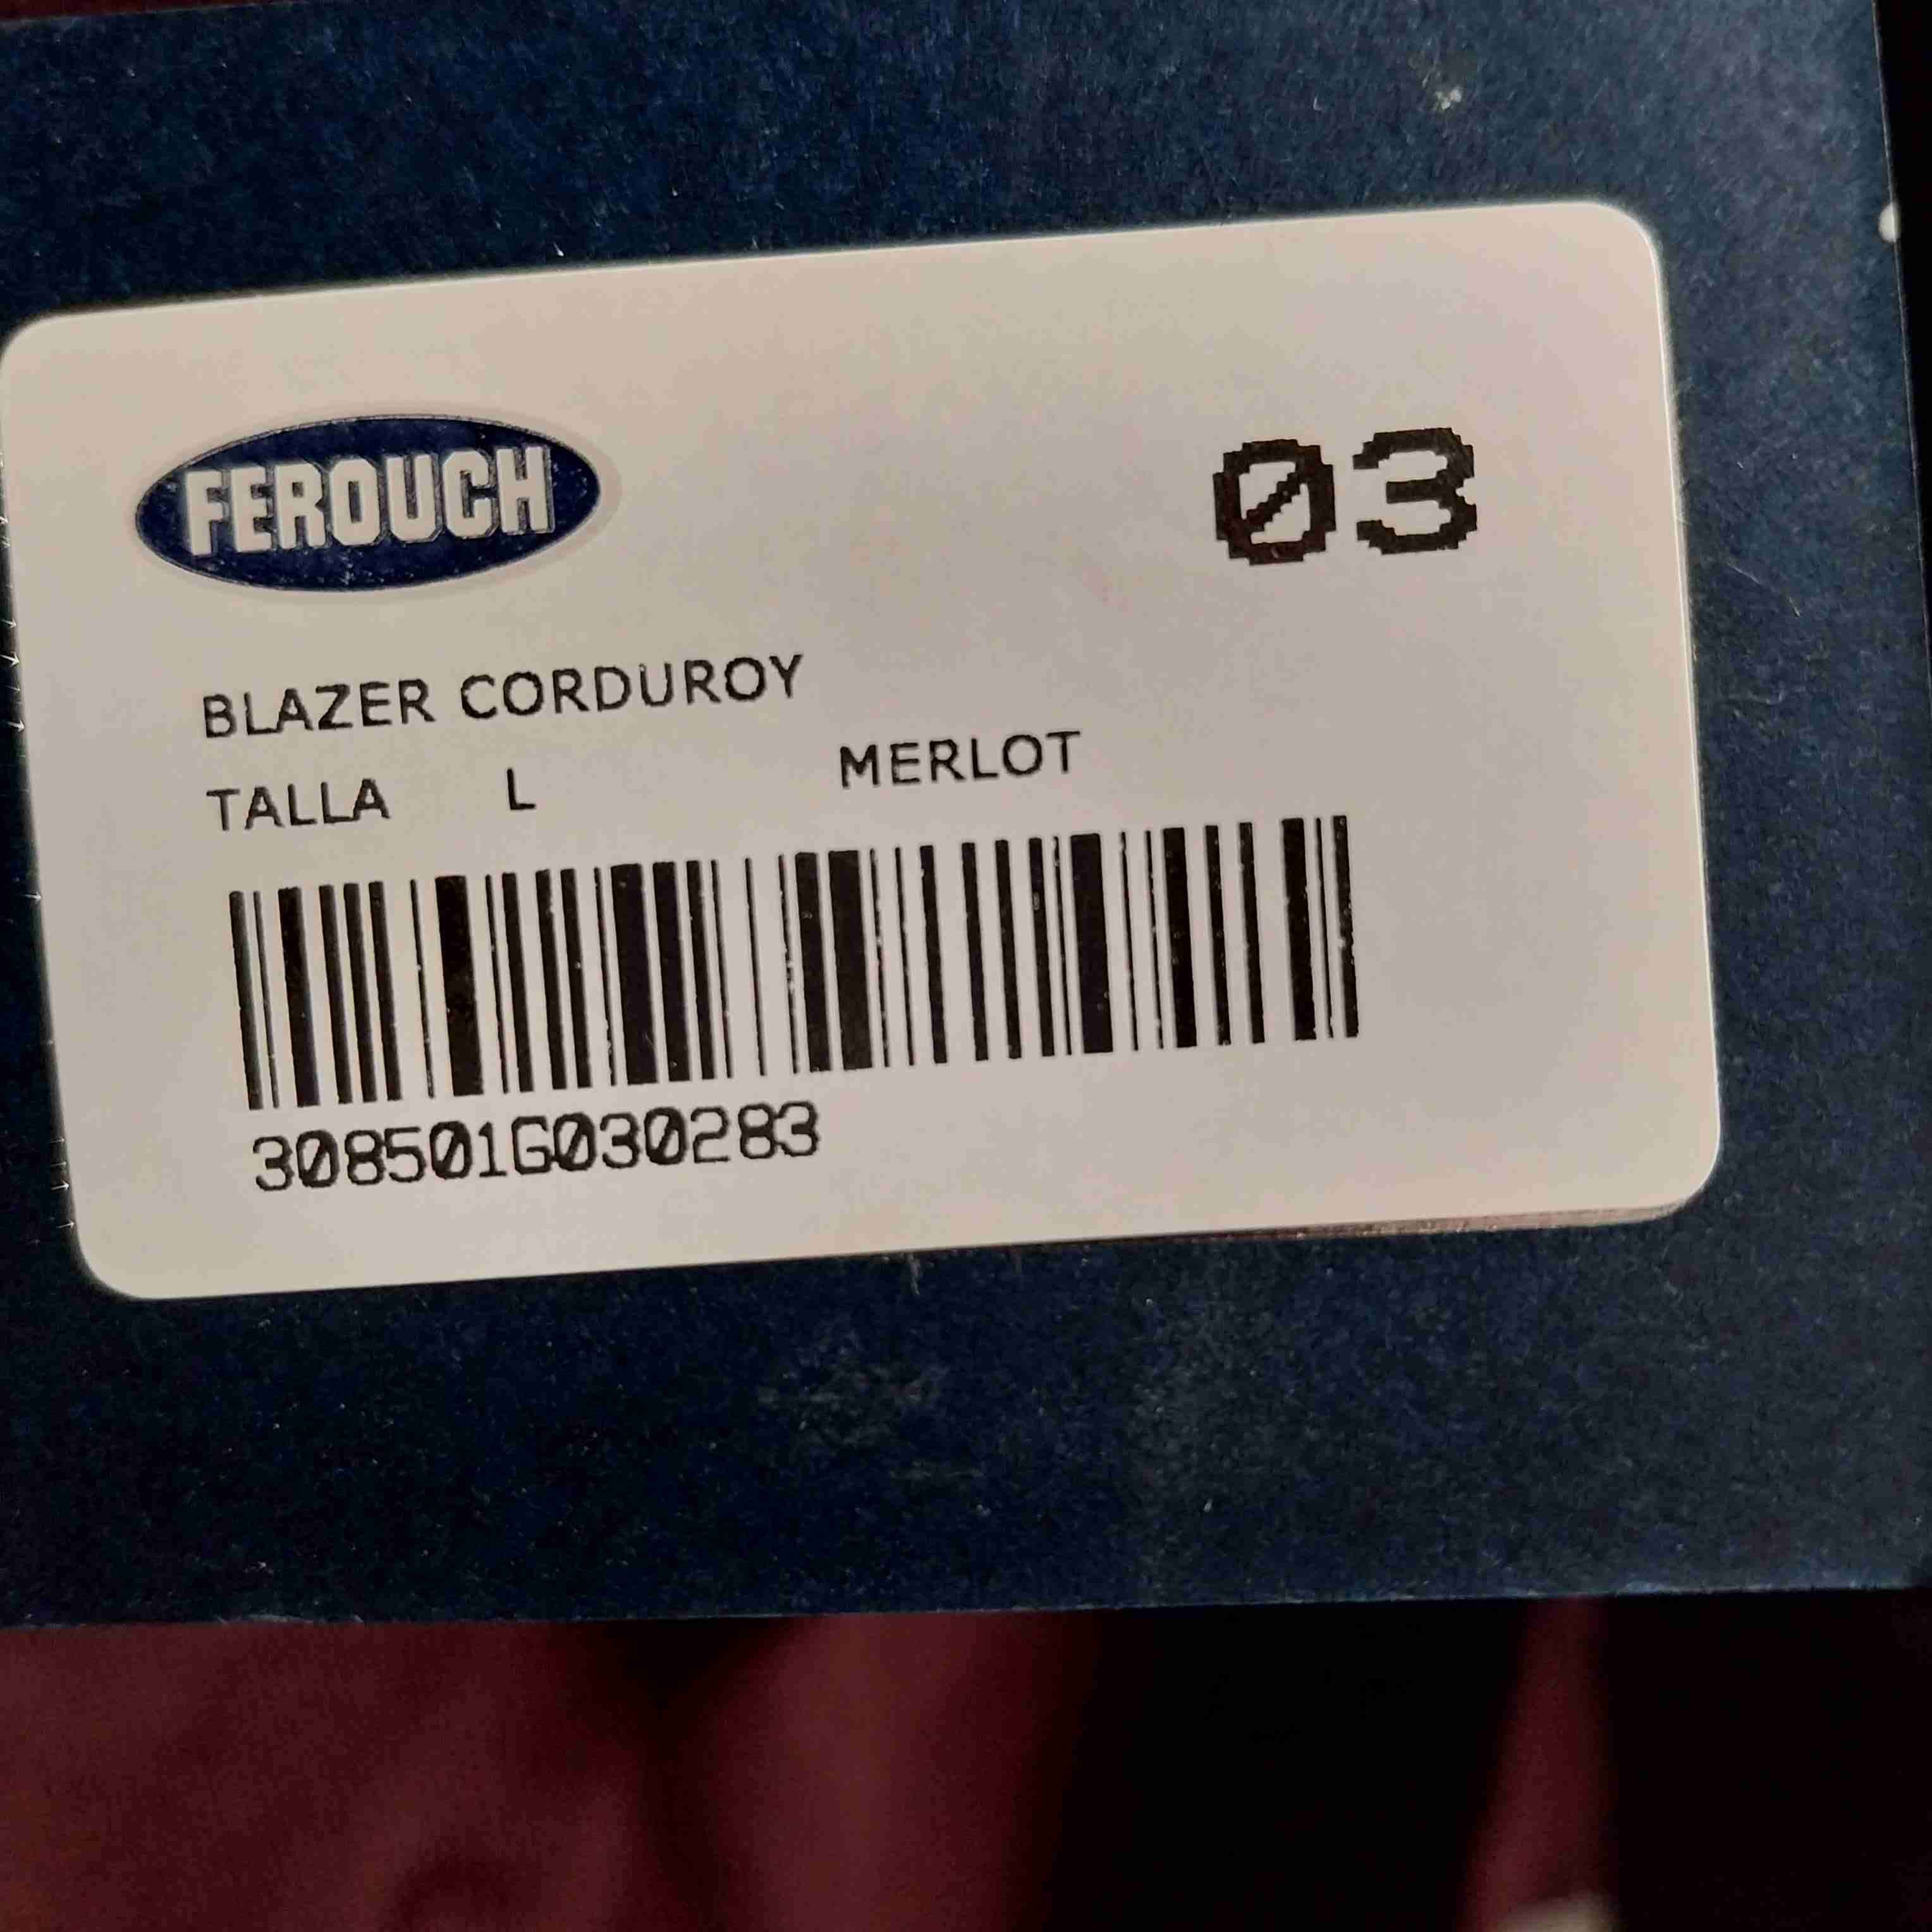 FEROUCH
03
BLAZER CORDUROY
TALLA L MERLOT
308501G030283